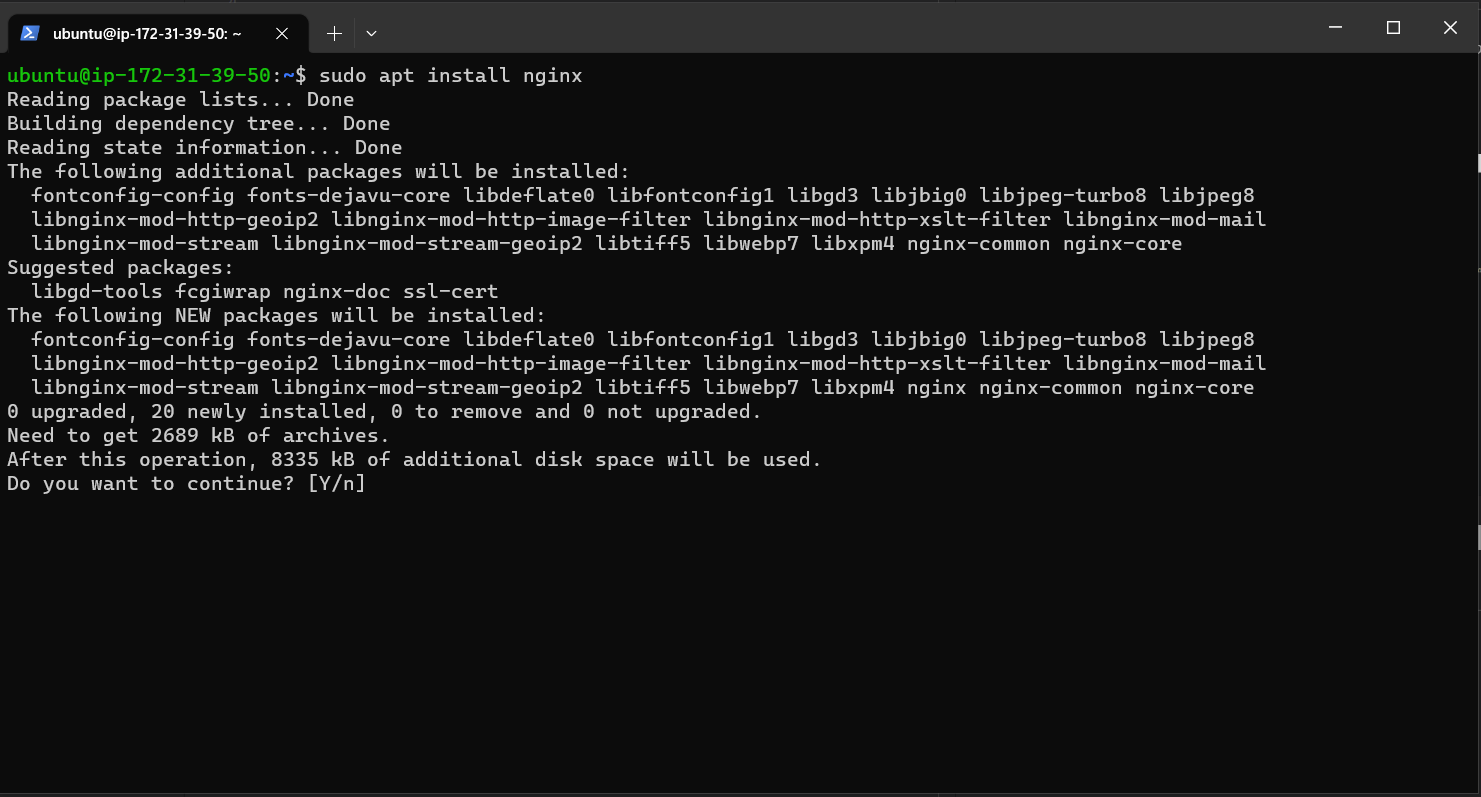 ubuntu@ip-172-31-39-50: ~
ubuntu@ip-172-31-39-50:~$ sudo apt install nginx
Reading package lists... Done
Building dependency tree... Done
Reading state information... Done
The following additional packages will be installed:
  fontconfig-config fonts-dejavu-core libdeflate0 libfontconfig1 libgd3 libjbig0 libjpeg-turbo8 libjpeg8
  libnginx-mod-http-geoip2 libnginx-mod-http-image-filter libnginx-mod-http-xslt-filter libnginx-mod-mail
  libnginx-mod-stream libnginx-mod-stream-geoip2 libtiff5 libwebp7 libxpm4 nginx-common nginx-core
Suggested packages:
  libgd-tools fcgiwrap nginx-doc ssl-cert
The following NEW packages will be installed:
  fontconfig-config fonts-dejavu-core libdeflate0 libfontconfig1 libgd3 libjbig0 libjpeg-turbo8 libjpeg8
  libnginx-mod-http-geoip2 libnginx-mod-http-image-filter libnginx-mod-http-xslt-filter libnginx-mod-mail
  libnginx-mod-stream libnginx-mod-stream-geoip2 libtiff5 libwebp7 libxpm4 nginx nginx-common nginx-core
0 upgraded, 20 newly installed, 0 to remove and 0 not upgraded.
Need to get 2689 kB of archives.
After this operation, 8335 kB of additional disk space will be used.
Do you want to continue? [Y/n]